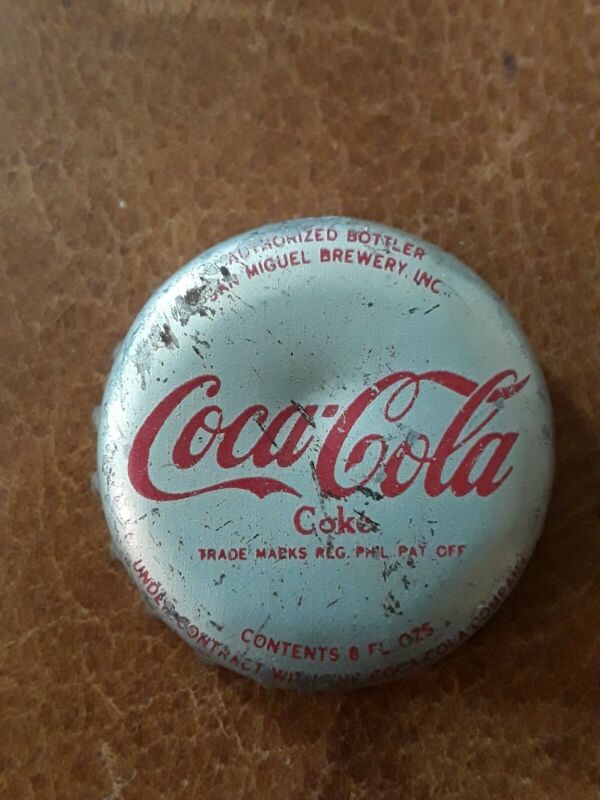 AUTHORIZED BOTTLER
SAN MIGUEL BREWERY, INC.
Coca-Cola
Coke
TRADE MARKS REG. PHIL. PAT. OFF
CONTENTS 8 FL. OZS.
UNDER CONTRACT WITH THE COCA-COLA COMPANY